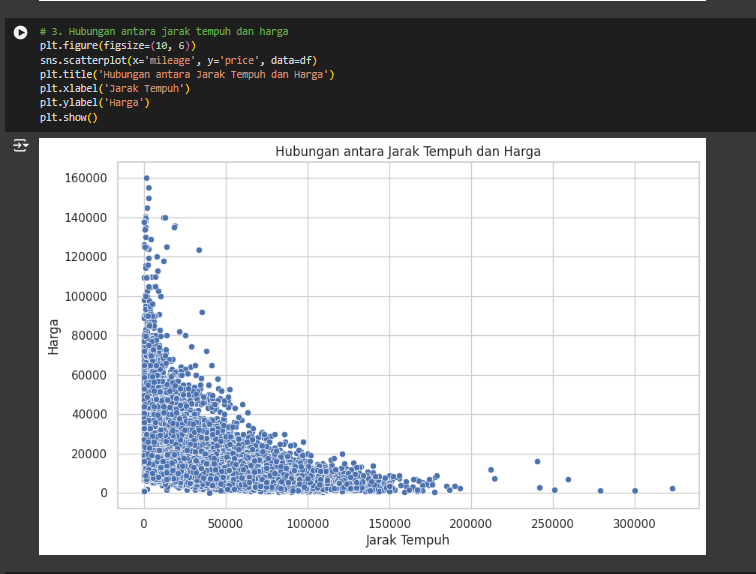 # 3. Hubungan antara jarak tempuh dan harga
plt.figure(figsize=(10, 6))
sns.scatterplot(x='mileage', y='price', data=df)
plt.title('Hubungan antara Jarak Tempuh dan Harga')
plt.xlabel('Jarak Tempuh')
plt.ylabel('Harga')
plt.show()
Hubungan antara Jarak Tempuh dan Harga
160000
140000
120000
100000
80000
60000
40000
20000
0
Harga
0 50000 100000 150000 200000 250000 300000
Jarak Tempuh